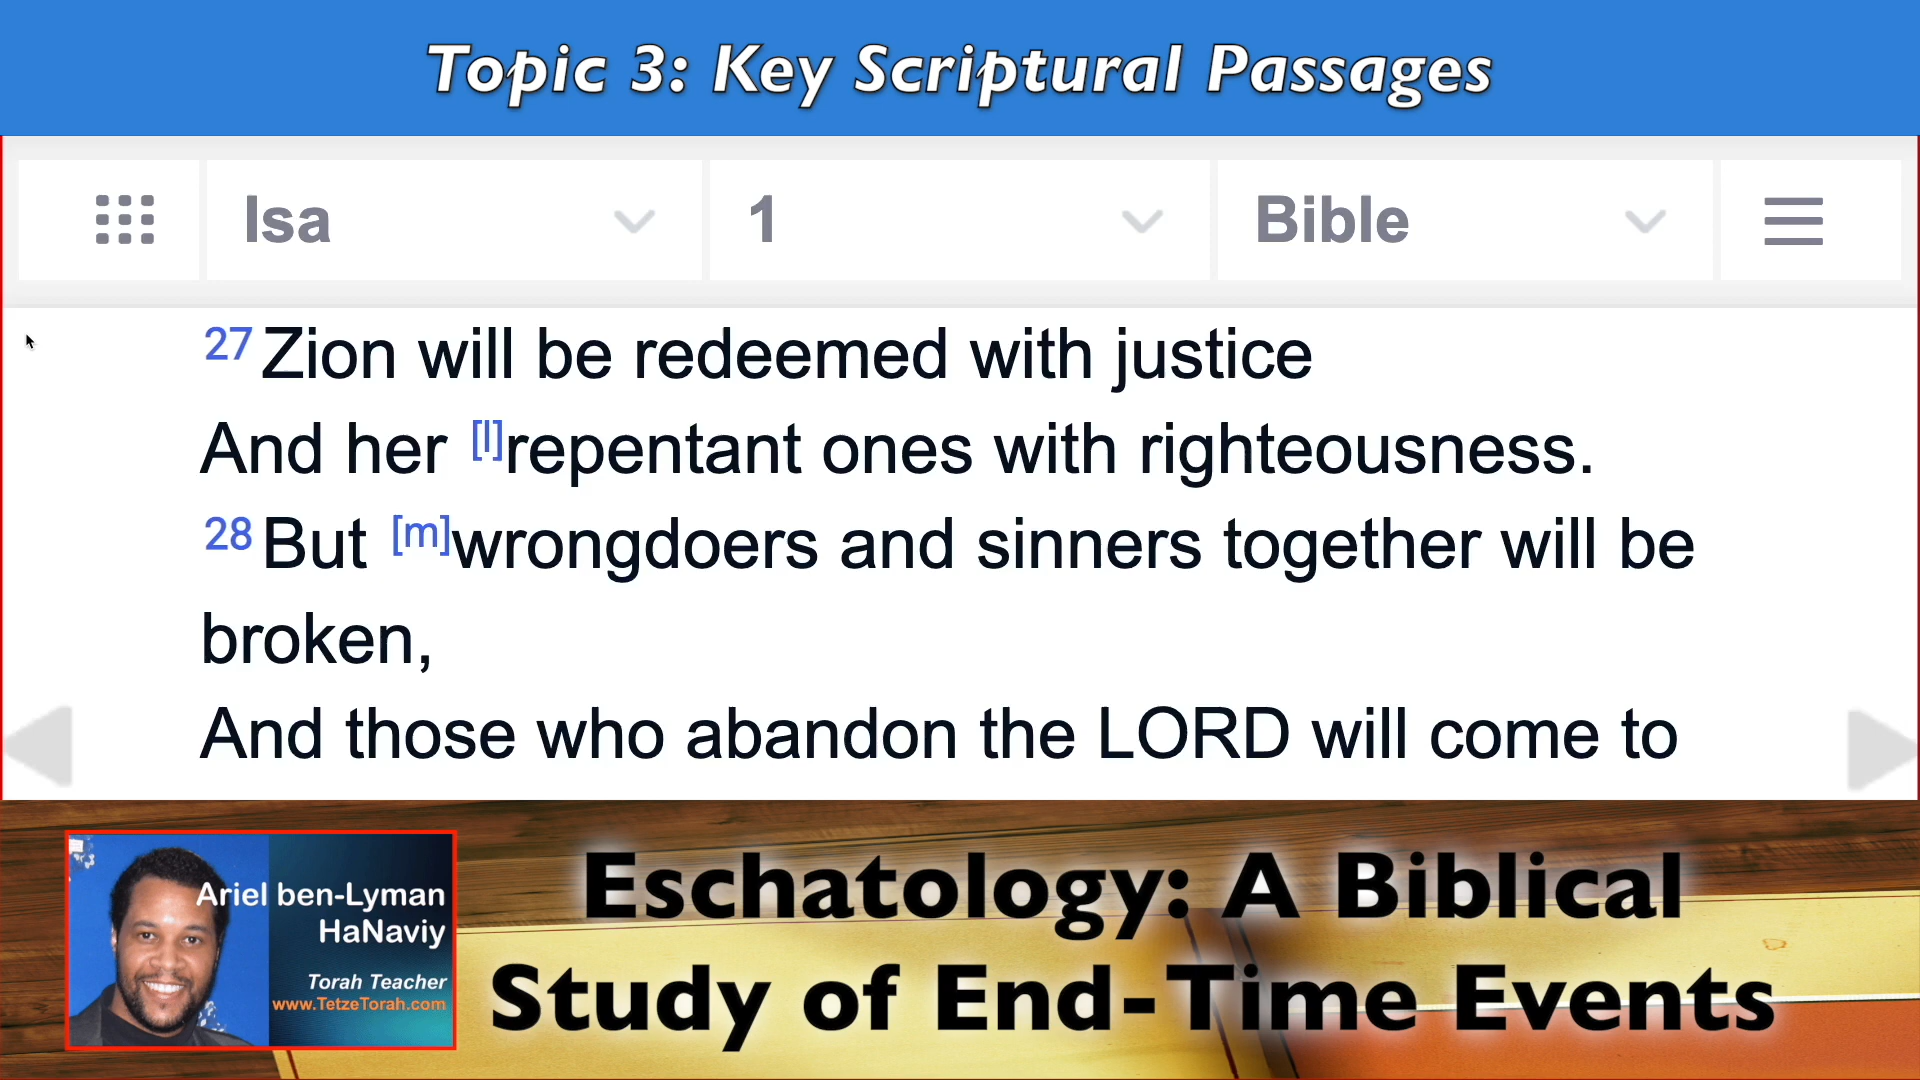 Topic 3: Key Scriptural Passages
Isa 1 Bible
27 Zion will be redeemed with justice
And her [l]repentant ones with righteousness.
28 But [m]wrongdoers and sinners together will be
broken,
And those who abandon the LORD will come to
Ariel ben-Lyman
HaNaviy
Torah Teacher
www.TetzeTorah.com
Eschatology: A Biblical
Study of End-Time Events